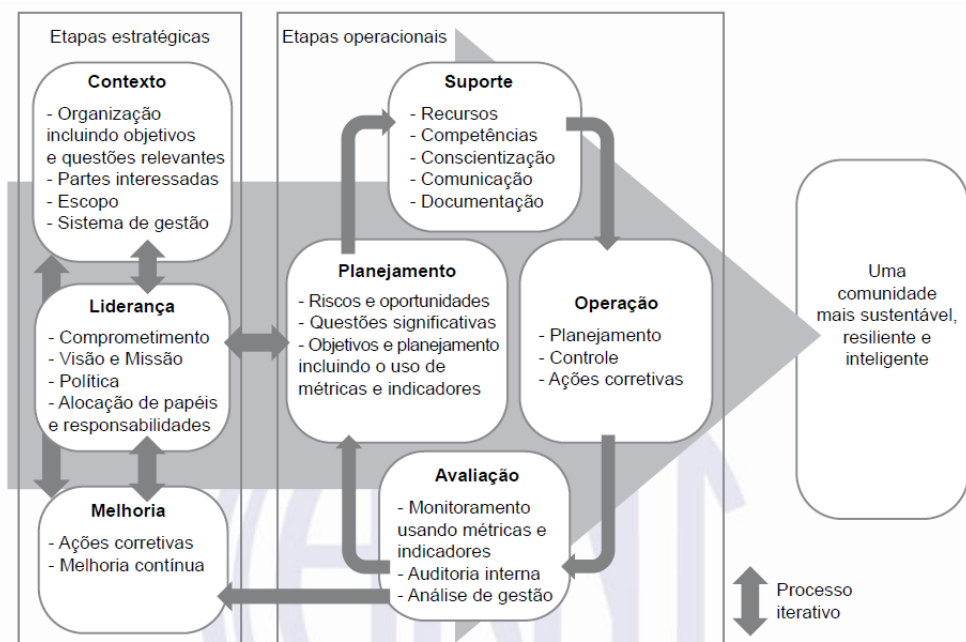 Etapas estratégicas
Contexto
- Organização
incluindo objetivos
e questões relevantes
- Partes interessadas
- Escopo
- Sistema de gestão
Liderança
- Comprometimento
- Visão e Missão
- Política
- Alocação de papéis
e responsabilidades
Melhoria
- Ações corretivas
- Melhoria contínua
Etapas operacionais
Suporte
- Recursos
- Competências
- Conscientização
- Comunicação
- Documentação
Planejamento
- Riscos e oportunidades
- Questões significativas
- Objetivos e planejamento
incluindo o uso de
métricas e indicadores
Operação
- Planejamento
- Controle
- Ações corretivas
Avaliação
- Monitoramento
usando métricas e
indicadores
- Auditoria interna
- Análise de gestão
Uma
comunidade
mais sustentável,
resiliente e
inteligente
Processo
iterativo